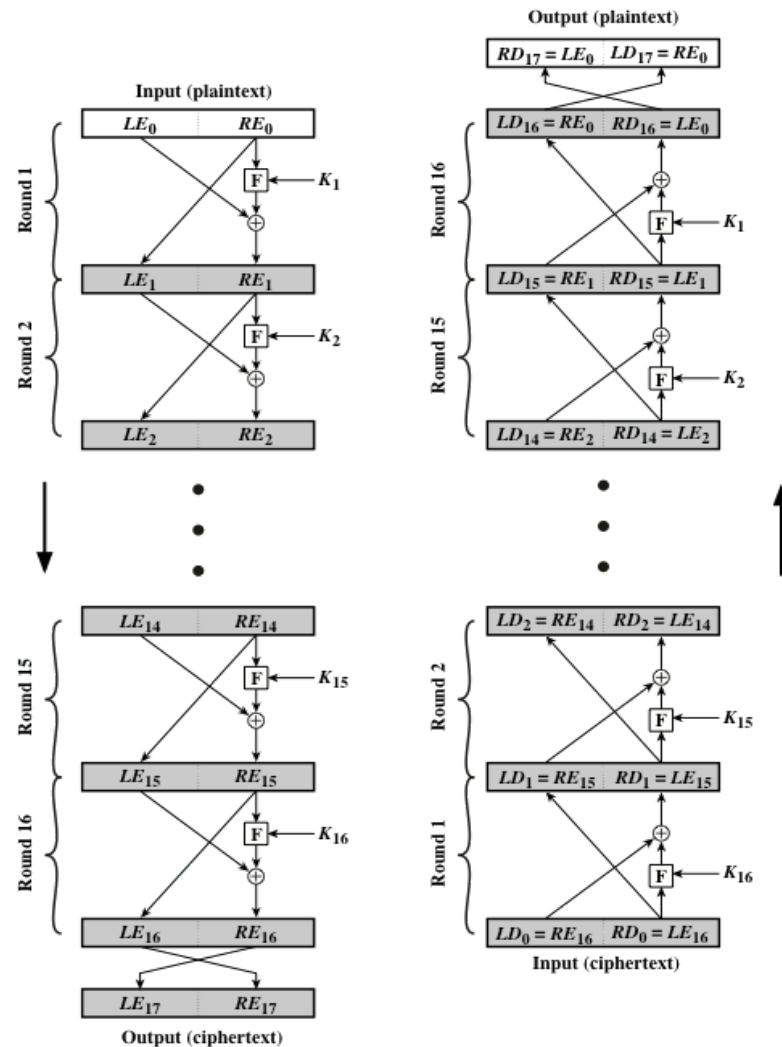 Input (plaintext)
LE₀ RE₀
F K₁
Round 1
LE₁ RE₁
F K₂
Round 2
LE₂ RE₂
LE₁₄ RE₁₄
F K₁₅
Round 15
LE₁₅ RE₁₅
F K₁₆
Round 16
LE₁₆ RE₁₆
LE₁₇ RE₁₇
Output (ciphertext)
Output (plaintext)
RD₁₇ = LE₀ LD₁₇ = RE₀
LD₁₆ = RE₀ RD₁₆ = LE₀
Round 16
F K₁
LD₁₅ = RE₁ RD₁₅ = LE₁
Round 15
F K₂
LD₁₄ = RE₂ RD₁₄ = LE₂
LD₂ = RE₁₄ RD₂ = LE₁₄
Round 2
F K₁₅
LD₁ = RE₁₅ RD₁ = LE₁₅
Round 1
F K₁₆
LD₀ = RE₁₆ RD₀ = LE₁₆
Input (ciphertext)